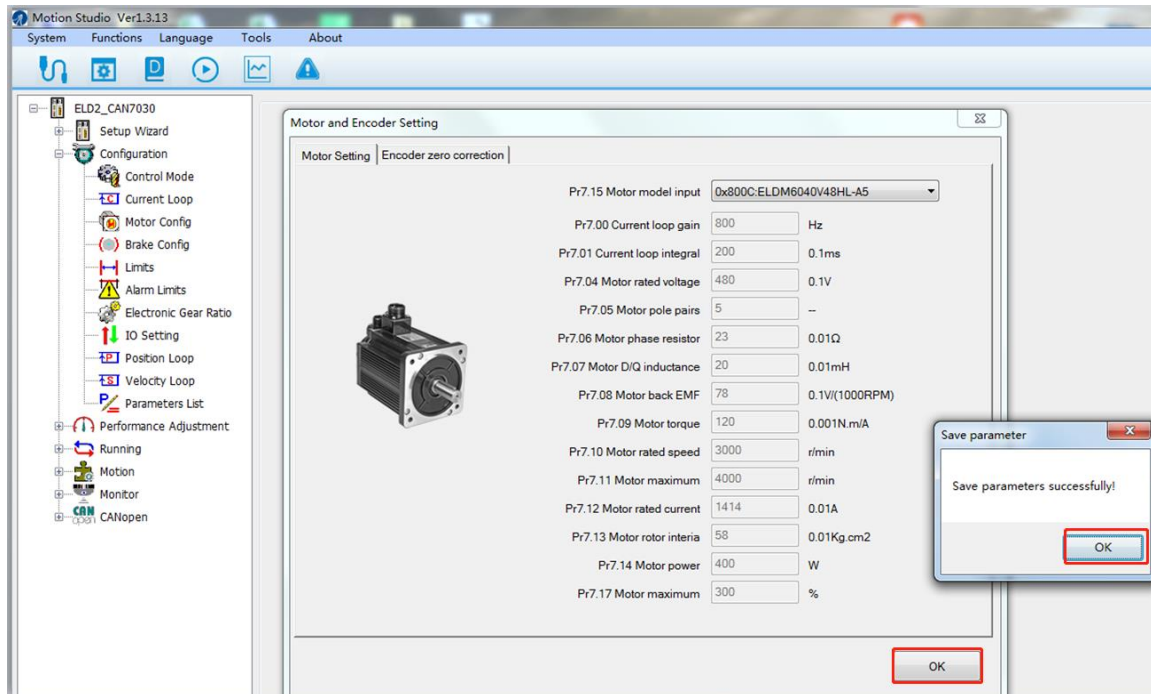 Motion Studio Ver1.3.13
System Functions Language Tools About
ELD2_CAN7030
Setup Wizard
Configuration
Control Mode
Current Loop
Motor Config
Brake Config
Limits
Alarm Limits
Electronic Gear Ratio
IO Setting
Position Loop
Velocity Loop
Parameters List
Performance Adjustment
Running
Motion
Monitor
CANopen
Motor and Encoder Setting
Motor Setting Encoder zero correction
Pr7.15 Motor model input 0x800C:ELDM6040V48HL-A5
Pr7.00 Current loop gain 800 Hz
Pr7.01 Current loop integral 200 0.1ms
Pr7.04 Motor rated voltage 480 0.1V
Pr7.05 Motor pole pairs 5 --
Pr7.06 Motor phase resistor 23 0.01Ω
Pr7.07 Motor D/Q inductance 20 0.01mH
Pr7.08 Motor back EMF 78 0.1V/(1000RPM)
Pr7.09 Motor torque 120 0.001N.m/A
Pr7.10 Motor rated speed 3000 r/min
Pr7.11 Motor maximum 4000 r/min
Pr7.12 Motor rated current 1414 0.01A
Pr7.13 Motor rotor interia 58 0.01Kg.cm2
Pr7.14 Motor power 400 W
Pr7.17 Motor maximum 300 %
OK
Save parameter
Save parameters successfully!
OK